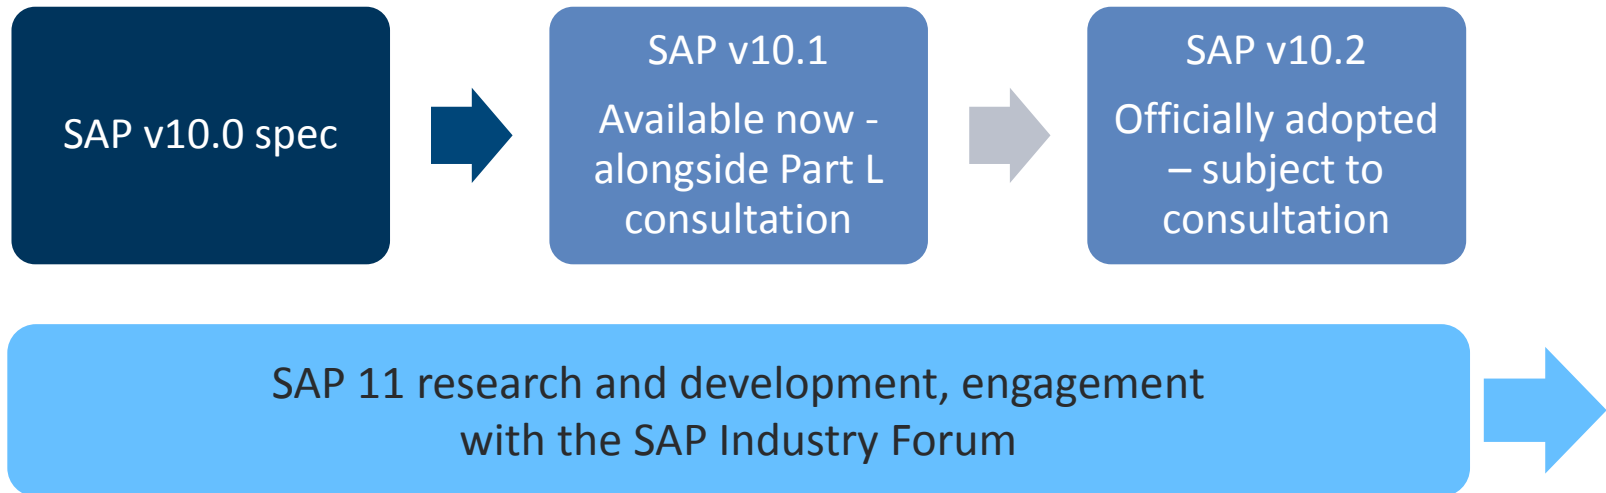 SAP v10.0 spec
SAP v10.1
Available now -
alongside Part L
consultation
SAP v10.2
Officially adopted
– subject to
consultation
SAP 11 research and development, engagement
with the SAP Industry Forum